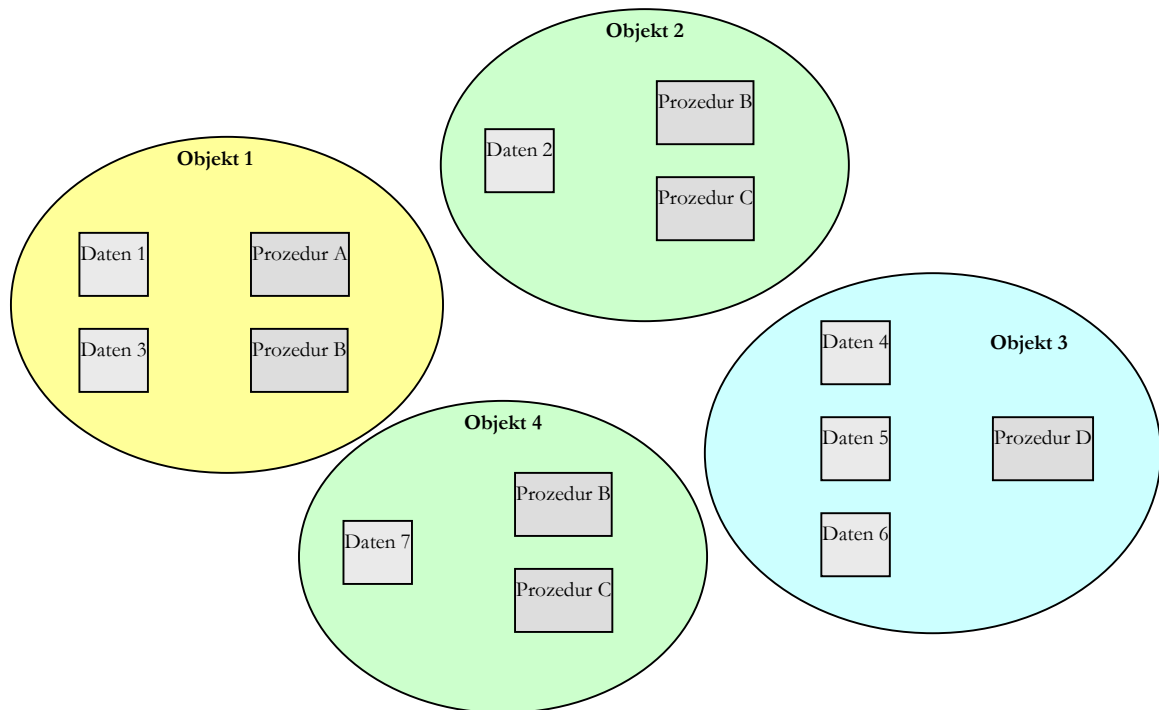 Objekt 1
Daten 1
Prozedur A
Daten 3
Prozedur B
Objekt 2
Daten 2
Prozedur B
Prozedur C
Objekt 3
Daten 4
Daten 5
Prozedur D
Daten 6
Objekt 4
Daten 7
Prozedur B
Prozedur C